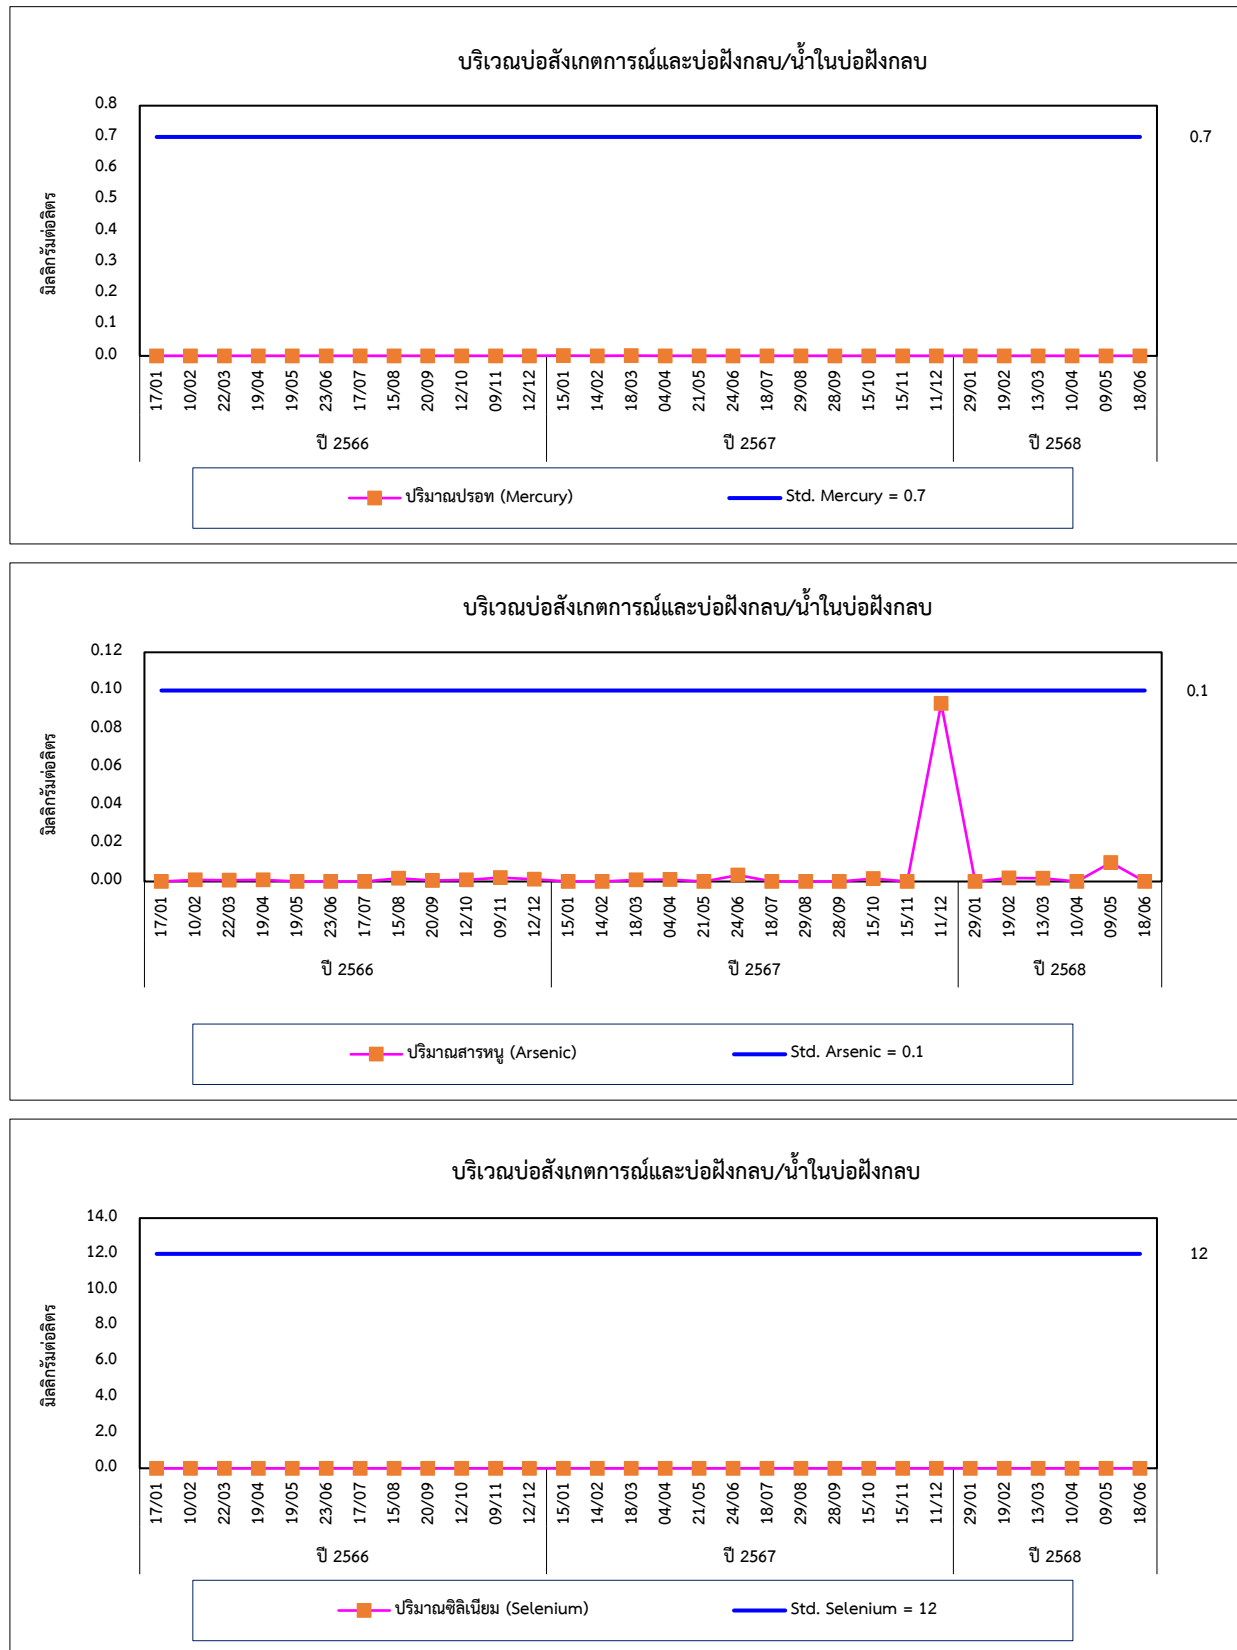 บริเวณบ่อสังเกตการณ์และบ่อฝังกลบ/น้ำในบ่อฝังกลบ
มิลลิกรัมต่อลิตร
0.8
0.7
0.6
0.5
0.4
0.3
0.2
0.1
0.0
0.7
17/01 10/02 22/03 19/04 19/05 23/06 17/07 15/08 20/09 12/10 09/11 12/12 15/01 14/02 18/03 04/04 21/05 24/06 18/07 29/08 28/09 15/10 15/11 11/12 29/01 19/02 13/03 10/04 09/05 18/06
ปี 2566 ปี 2567 ปี 2568
ปริมาณปรอท (Mercury) Std. Mercury = 0.7
บริเวณบ่อสังเกตการณ์และบ่อฝังกลบ/น้ำในบ่อฝังกลบ
มิลลิกรัมต่อลิตร
0.12
0.10
0.08
0.06
0.04
0.02
0.00
0.1
17/01 10/02 22/03 19/04 19/05 23/06 17/07 15/08 20/09 12/10 09/11 12/12 15/01 14/02 18/03 04/04 21/05 24/06 18/07 29/08 28/09 15/10 15/11 11/12 29/01 19/02 13/03 10/04 09/05 18/06
ปี 2566 ปี 2567 ปี 2568
ปริมาณสารหนู (Arsenic) Std. Arsenic = 0.1
บริเวณบ่อสังเกตการณ์และบ่อฝังกลบ/น้ำในบ่อฝังกลบ
มิลลิกรัมต่อลิตร
14.0
12.0
10.0
8.0
6.0
4.0
2.0
0.0
12
17/01 10/02 22/03 19/04 19/05 23/06 17/07 15/08 20/09 12/10 09/11 12/12 15/01 14/02 18/03 04/04 21/05 24/06 18/07 29/08 28/09 15/10 15/11 11/12 29/01 19/02 13/03 10/04 09/05 18/06
ปี 2566 ปี 2567 ปี 2568
ปริมาณซิลิเนียม (Selenium) Std. Selenium = 12